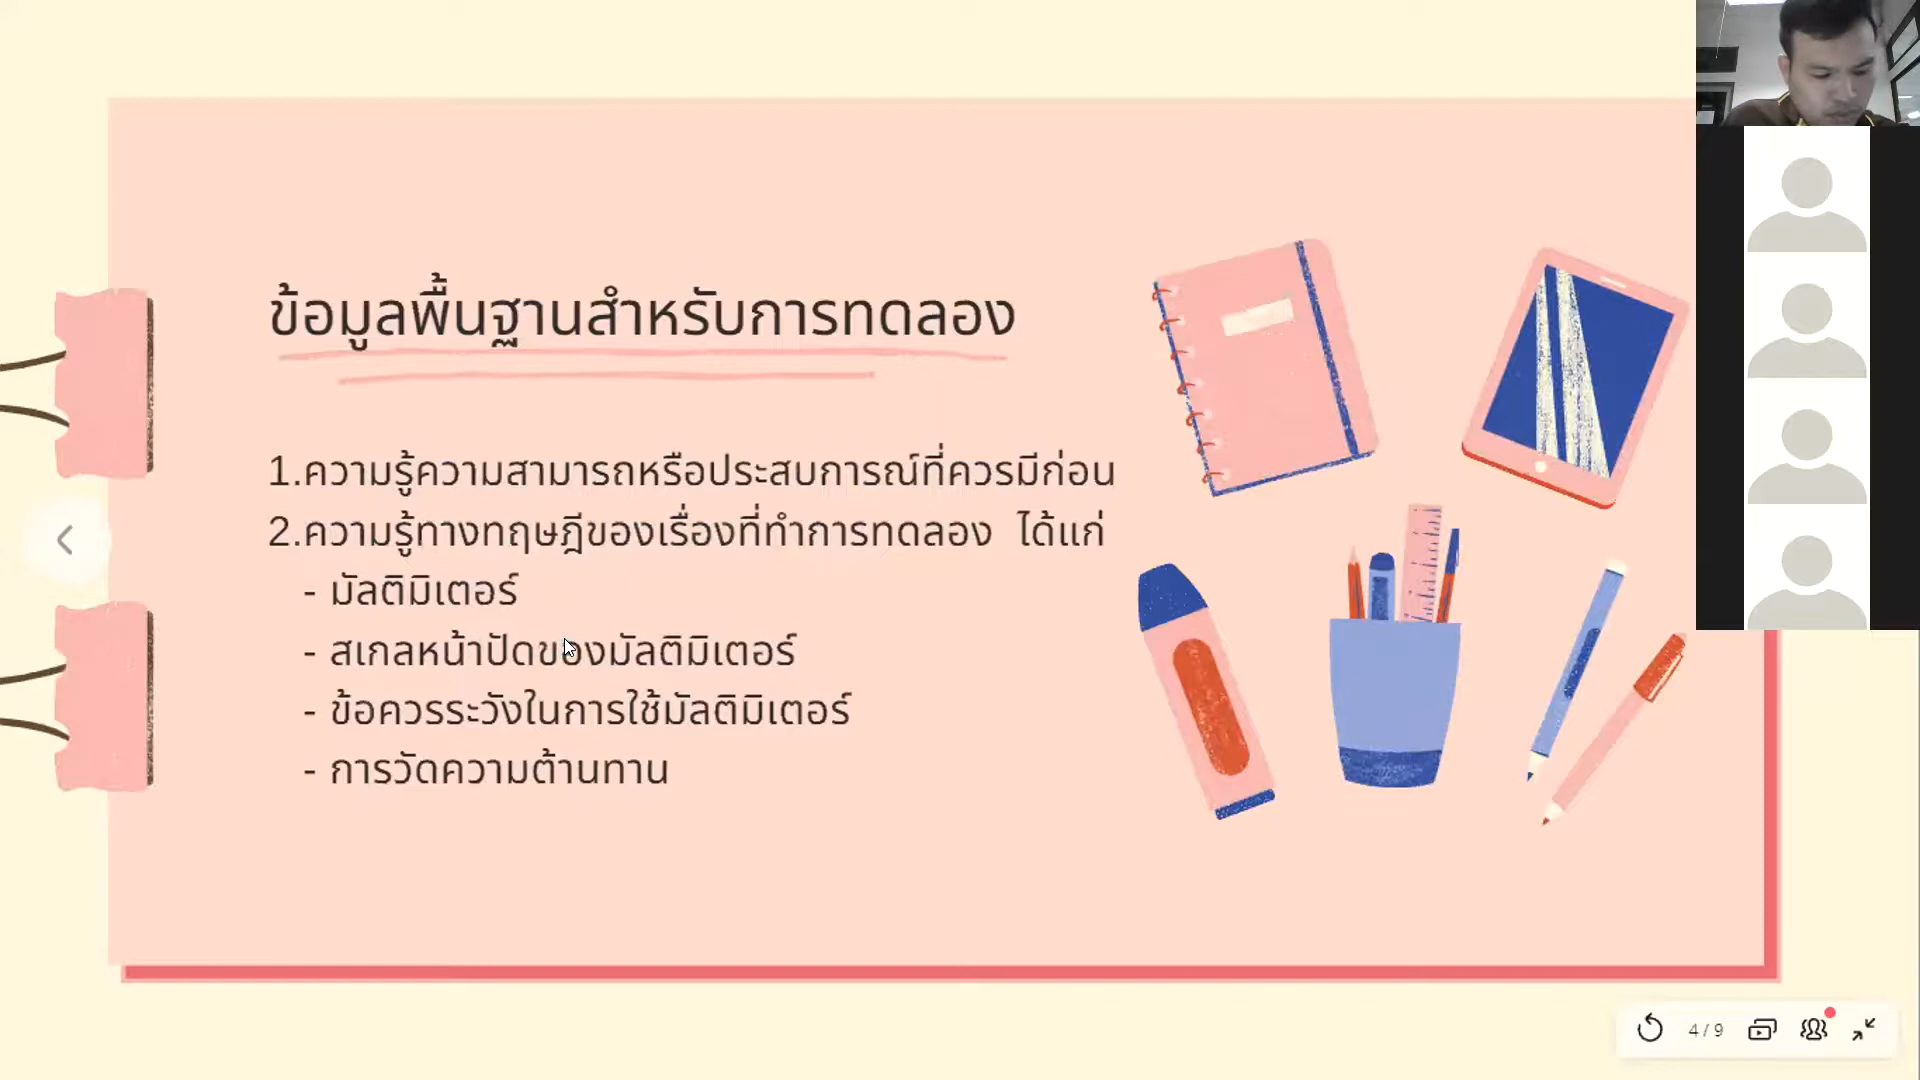 ข้อมูลพื้นฐานสำหรับการทดลอง
1.ความรู้ความสามารถหรือประสบการณ์ที่ควรมีก่อน
2.ความรู้ทางทฤษฎีของเรื่องที่ทำการทดลอง ได้แก่
- มัลติมิเตอร์
- สเกลหน้าปัดของมัลติมิเตอร์
- ข้อควรระวังในการใช้มัลติมิเตอร์
- การวัดความต้านทาน
4 / 9